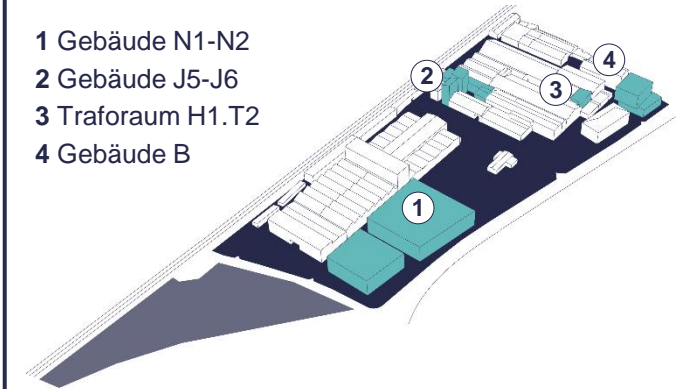 1 Gebäude N1-N2
2 Gebäude J5-J6
3 Traforaum H1.T2
4 Gebäude B
4
2
3
1